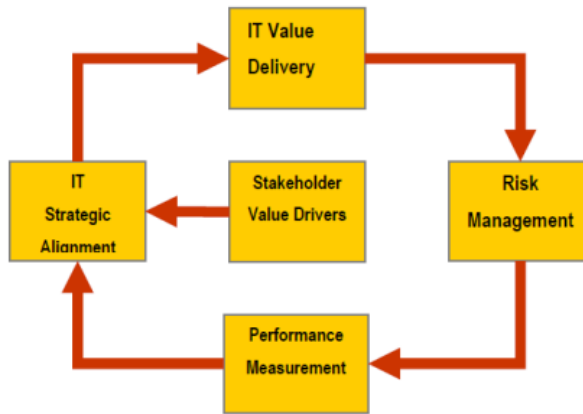 IT Value
Delivery
IT
Strategic
Alignment
Stakeholder
Value Drivers
Risk
Management
Performance
Measurement